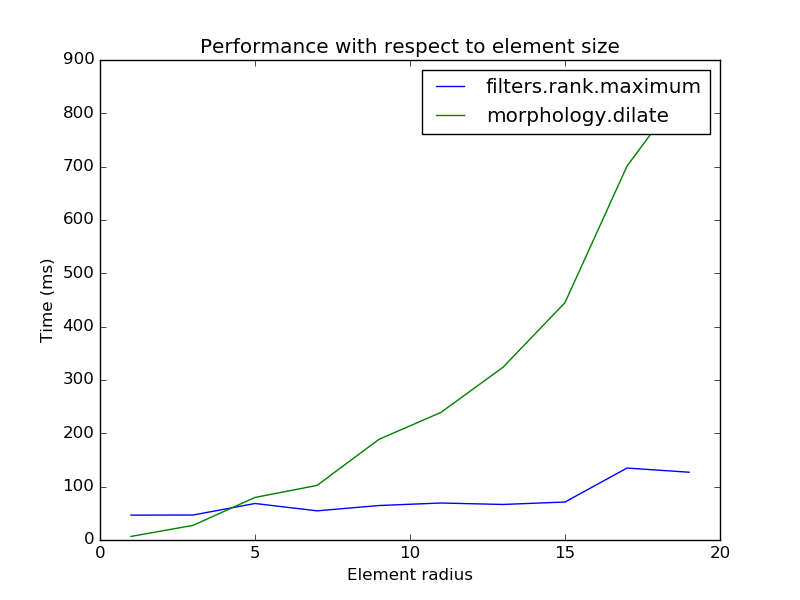 Performance with respect to element size
filters.rank.maximum
morphology.dilate
900
800
700
600
500
400
300
200
100
0
Time (ms)
0 5 10 15 20
Element radius